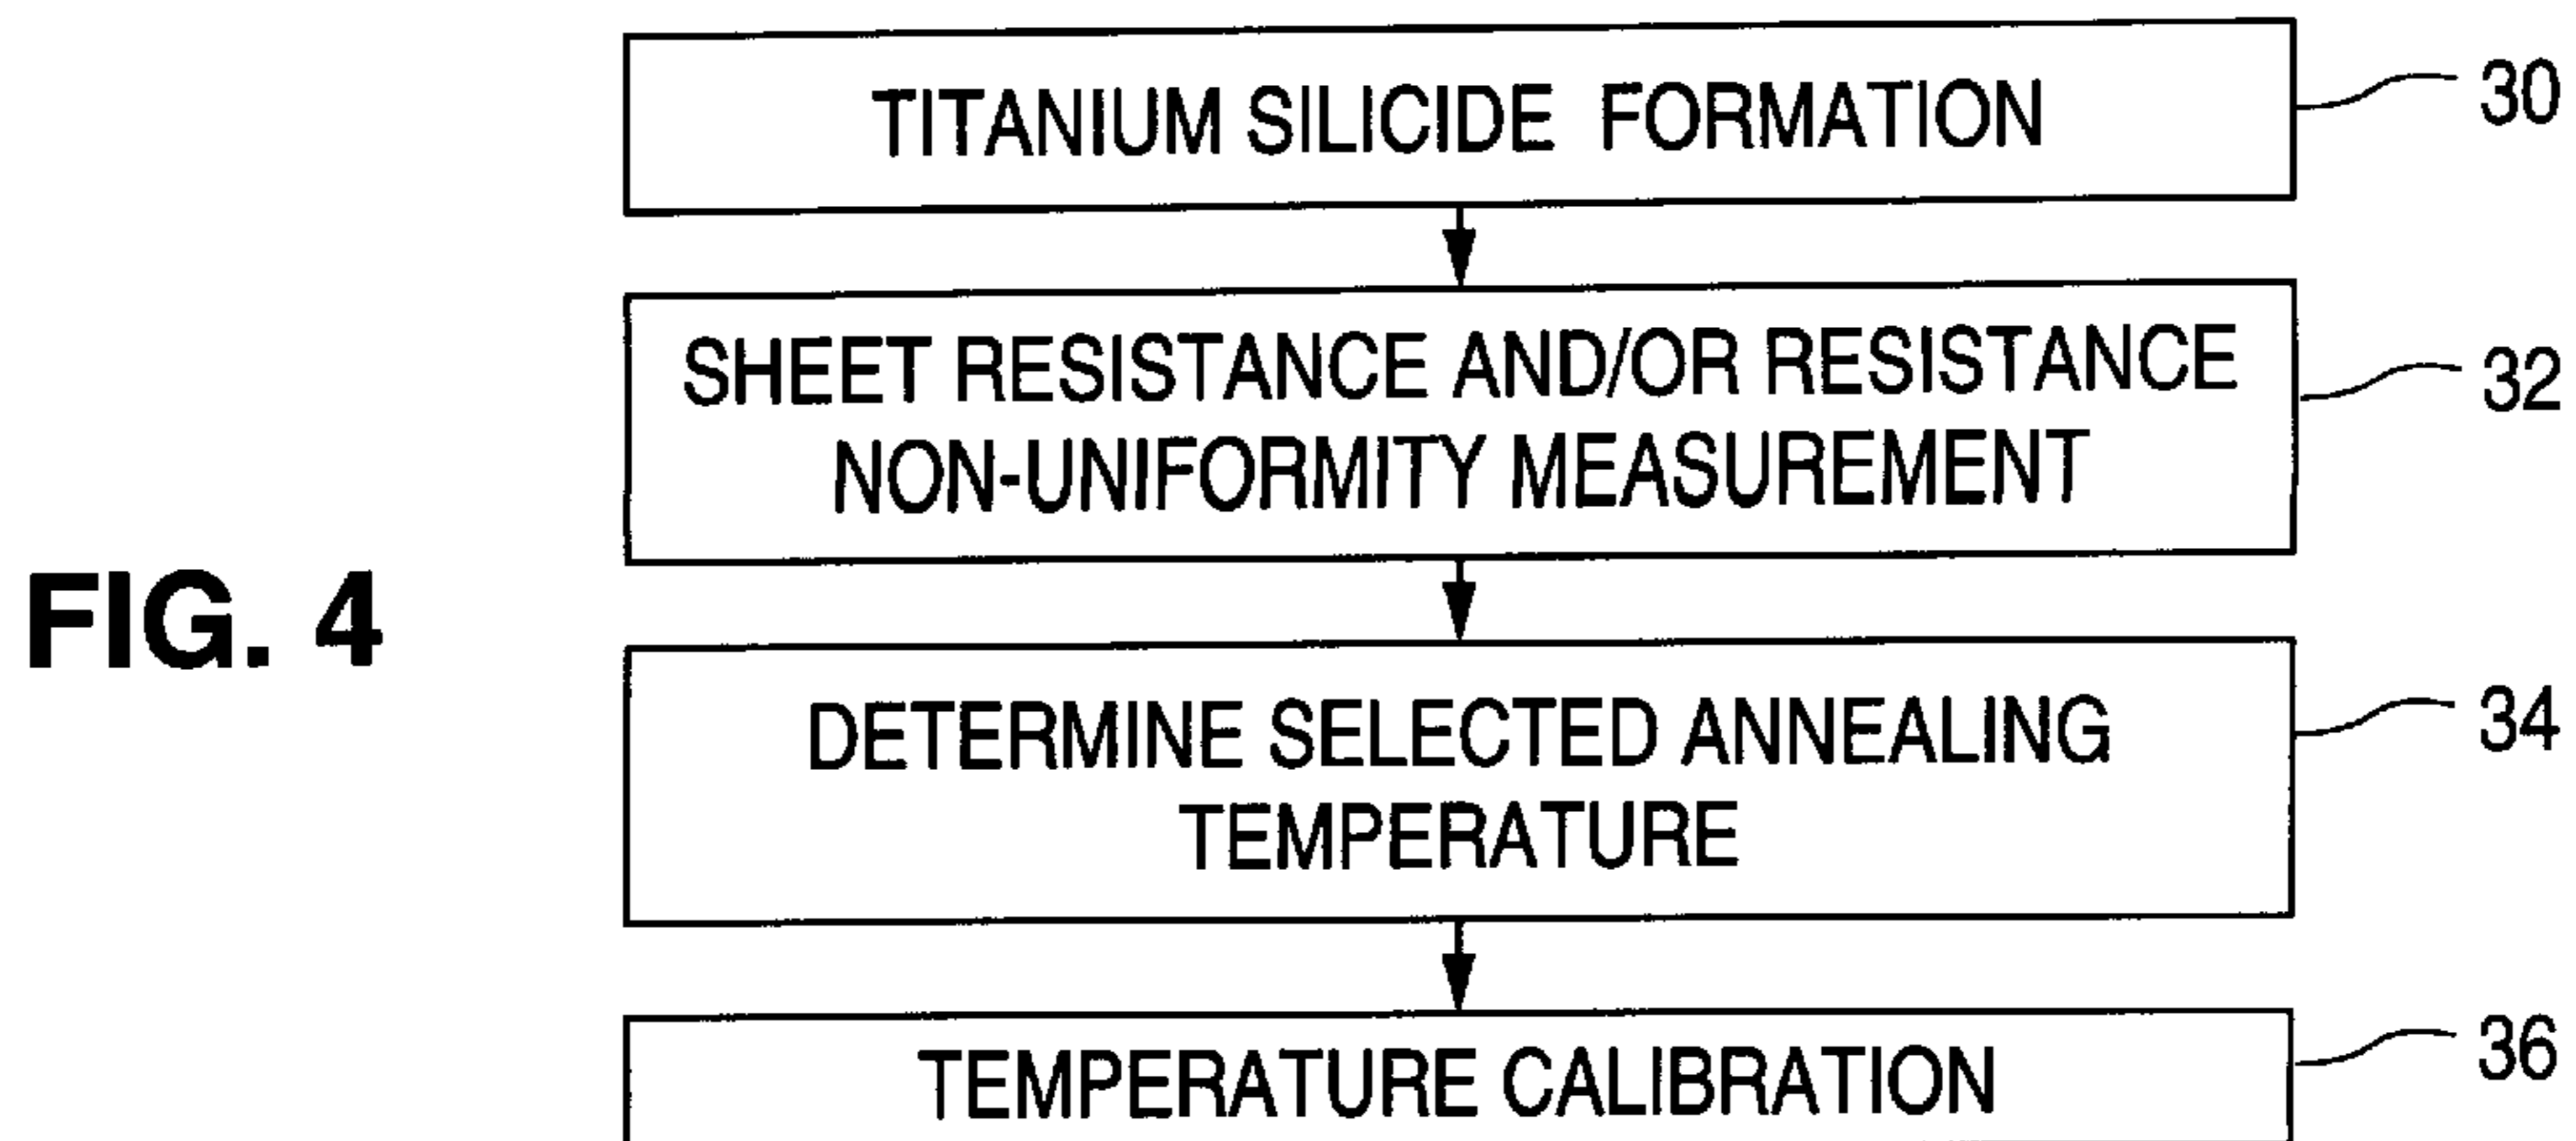 TITANIUM SILICIDE FORMATION
30
SHEET RESISTANCE AND/OR RESISTANCE
NON-UNIFORMITY MEASUREMENT
32
FIG. 4
DETERMINE SELECTED ANNEALING
TEMPERATURE
34
TEMPERATURE CALIBRATION
36